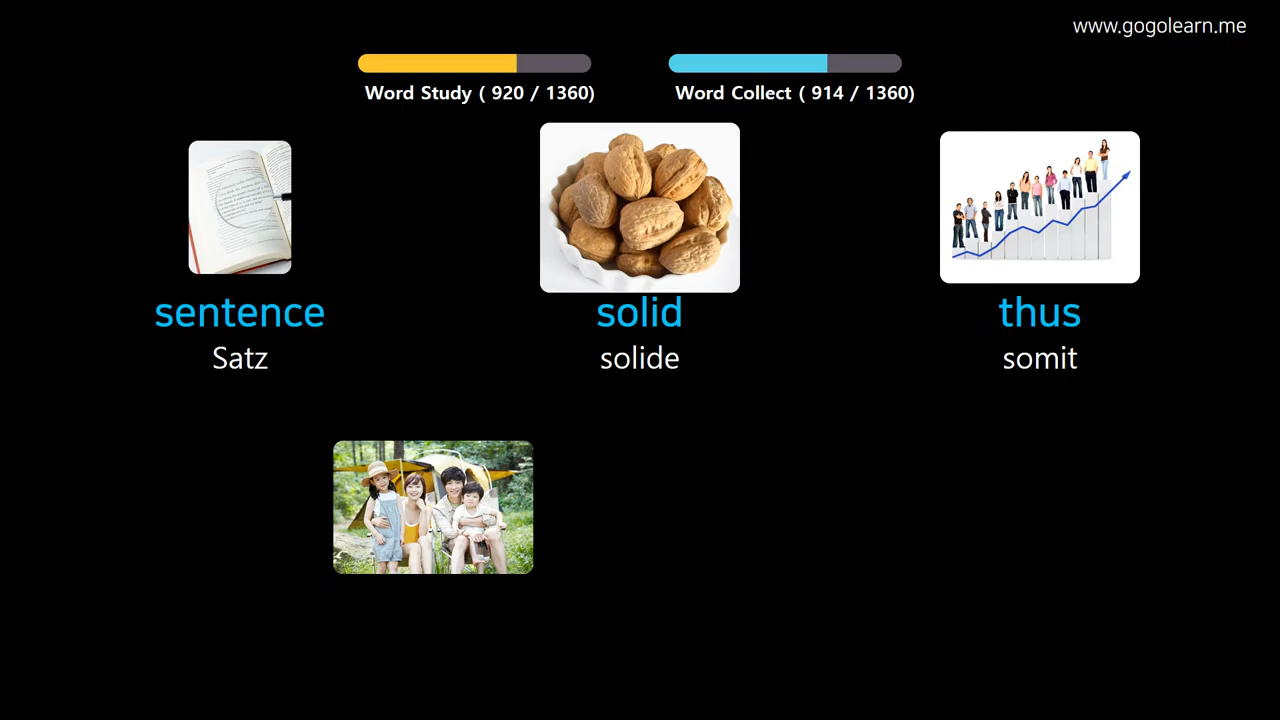 www.gogolearn.me
Word Study ( 920 / 1360)
Word Collect ( 914 / 1360)
sentence
solid
thus
Satz
solide
somit